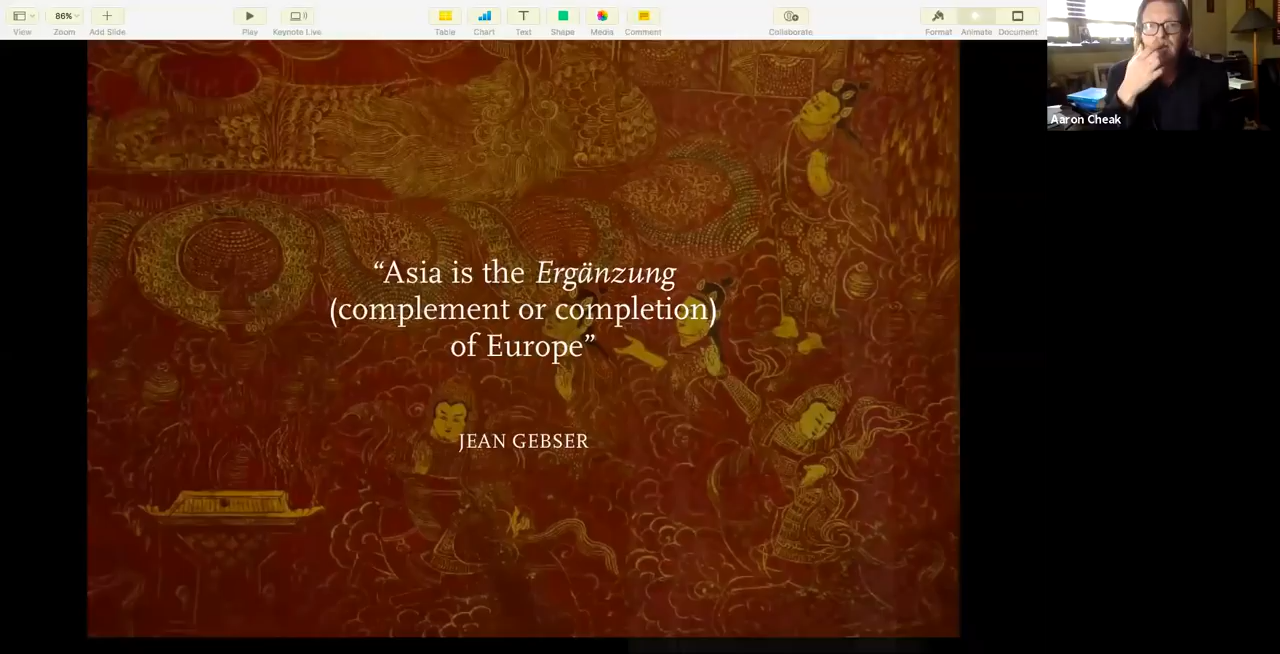 86%
View
Zoom
Add Slide
Play
Keynote Live
Table
Chart
Text
Shape
Media
Comment
Collaborate
Format
Animate
Document
Aaron Cheak
“Asia is the Ergänzung
(complement or completion)
of Europe”
JEAN GEBSER